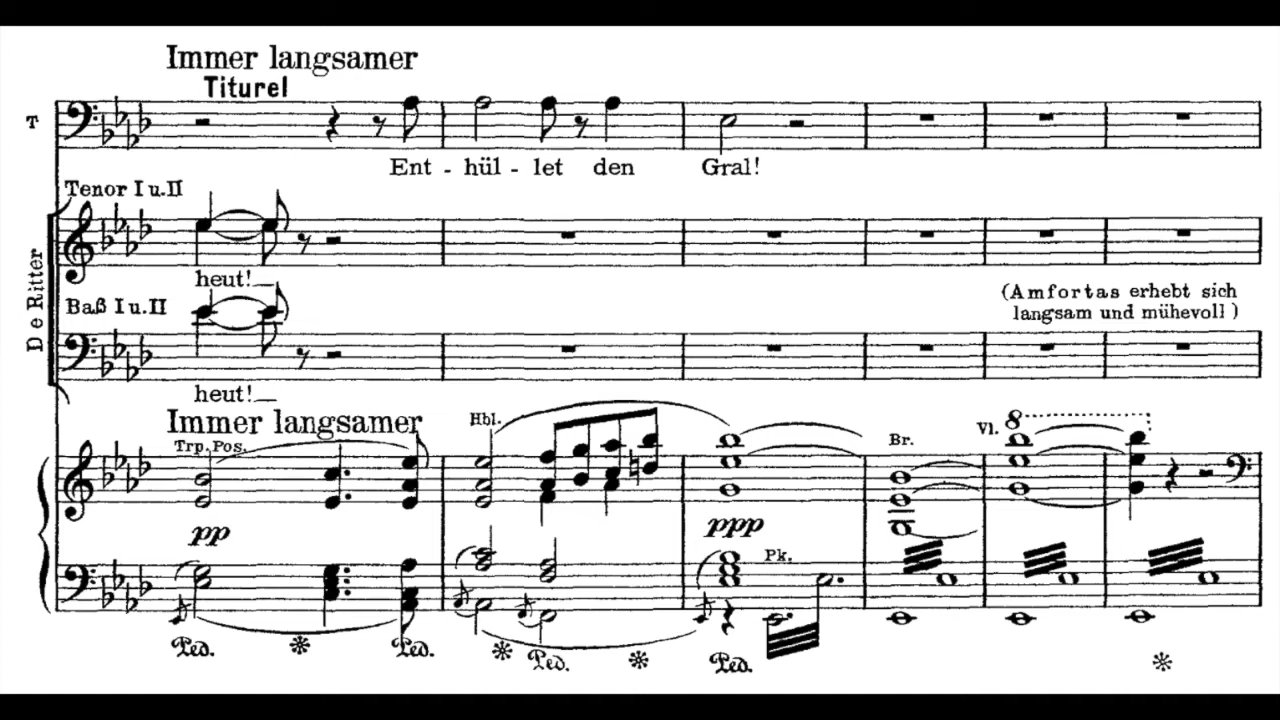 Immer langsamer
Titurel
T
Ent - hül - let den Gral!
Tenor I u. II
heut!
Die Ritter
Baß I u. II
(Amfortas erhebt sich
langsam und mühevoll)
heut!
Immer langsamer
Trp. Pos.
Hbl.
Br.
Vl.
8
pp
ppp
Pk.
Ped.
Ped.
Ped.
Ped.